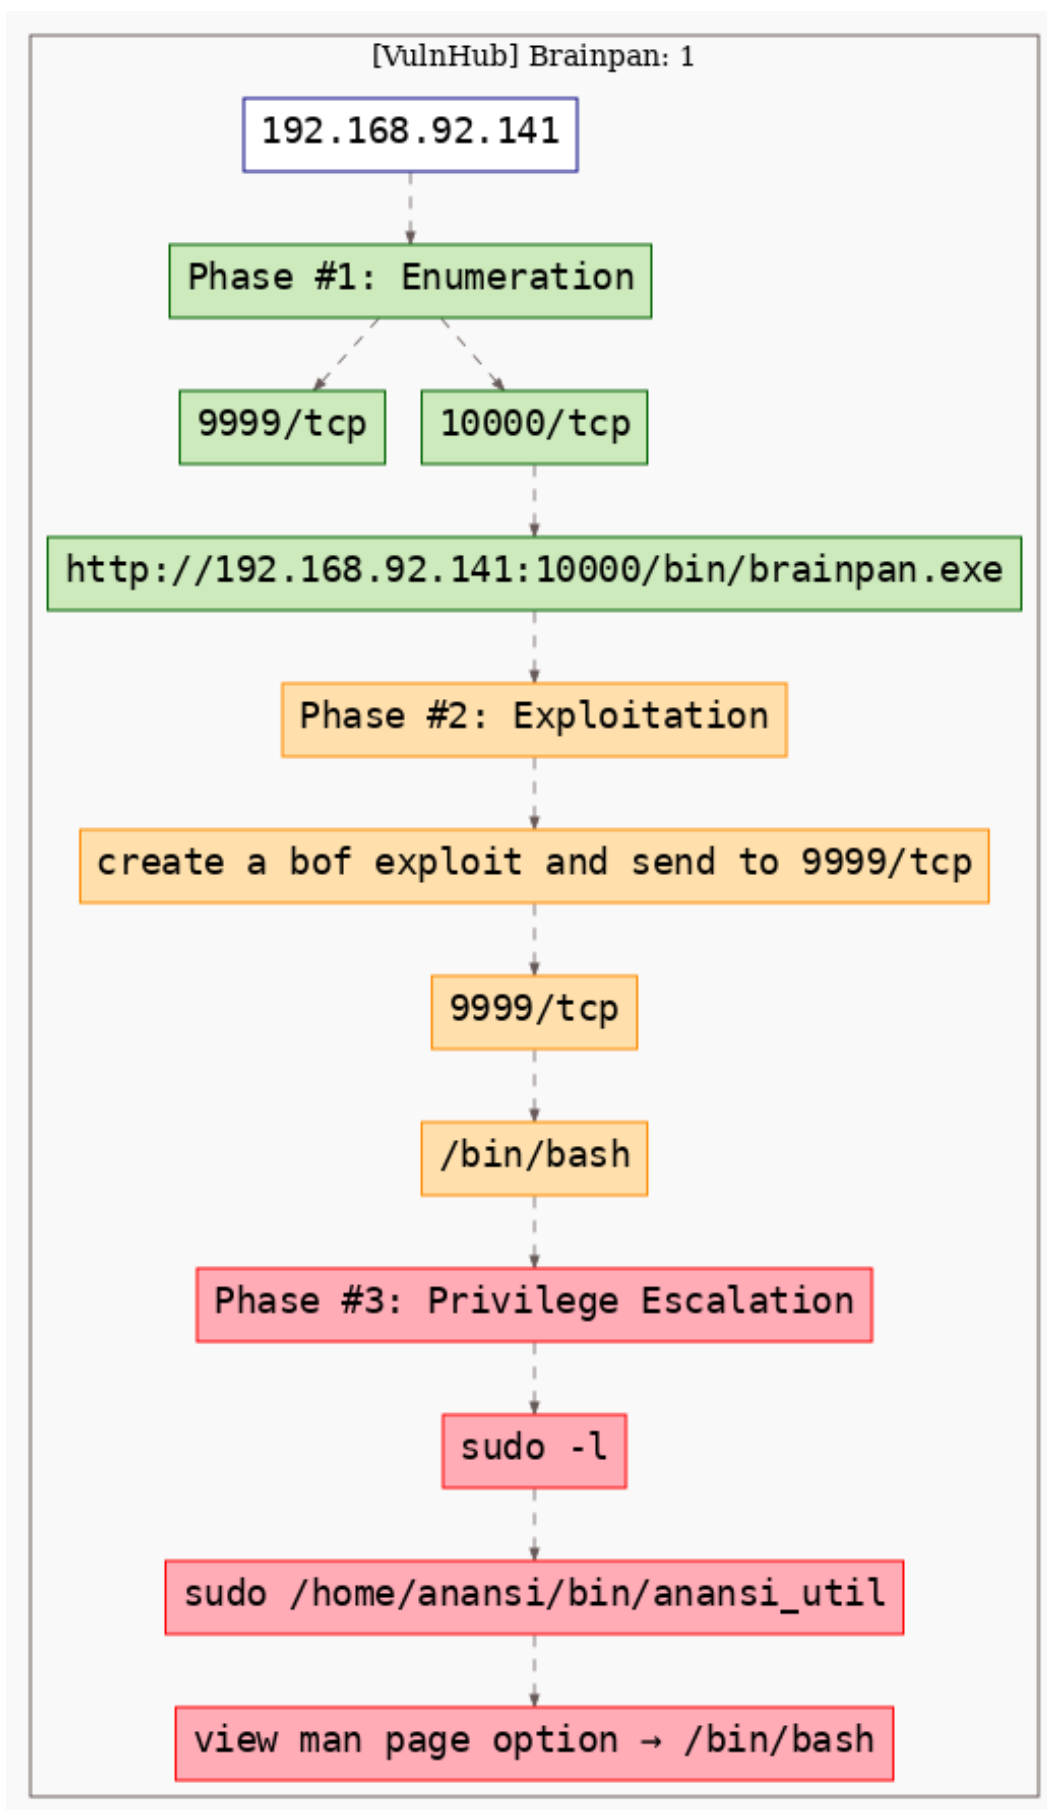 [VulnHub] Brainpan: 1
192.168.92.141
Phase #1: Enumeration
9999/tcp
10000/tcp
http://192.168.92.141:10000/bin/brainpan.exe
Phase #2: Exploitation
create a bof exploit and send to 9999/tcp
9999/tcp
/bin/bash
Phase #3: Privilege Escalation
sudo -l
sudo /home/anansi/bin/anansi_util
view man page option → /bin/bash